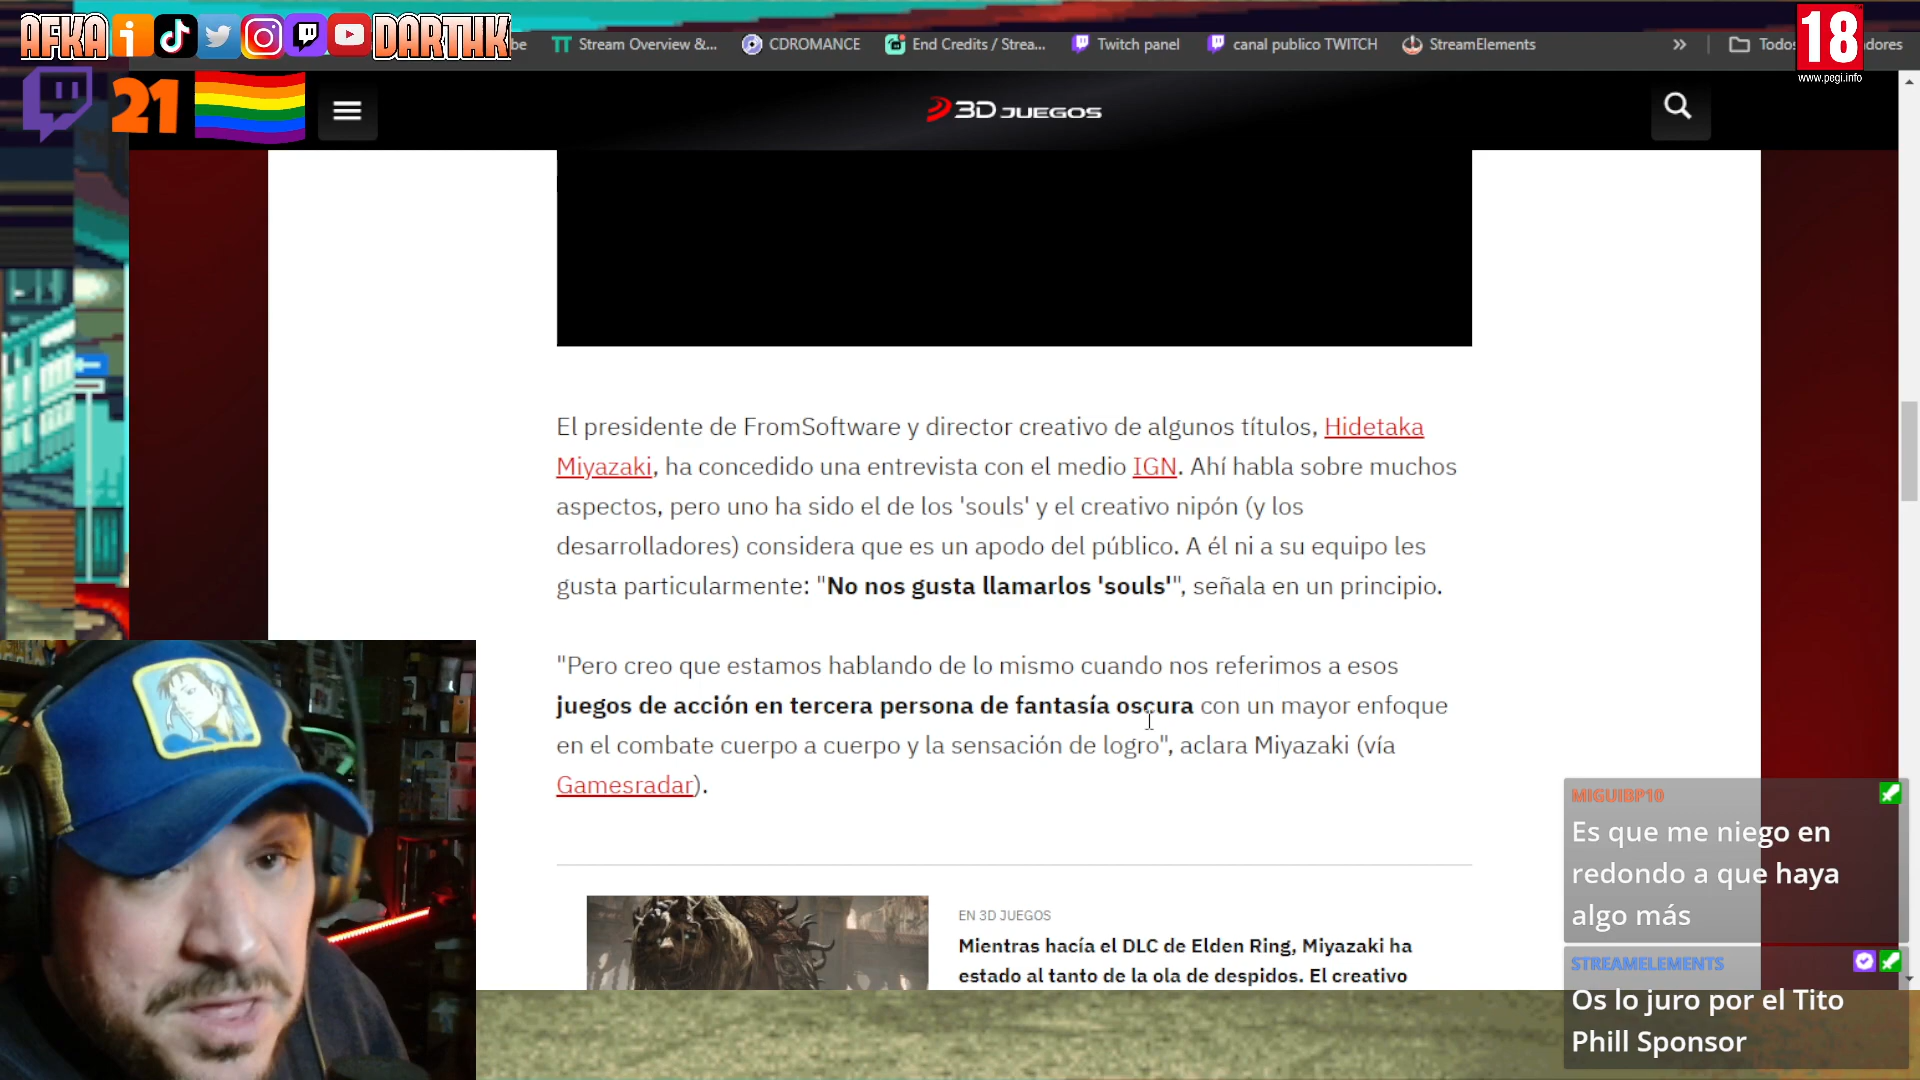 AFKA DARTHK
be
Stream Overview &...
CDROMANCE
End Credits / Strea...
Twitch panel
canal publico TWITCH
StreamElements
»
18
www.pegi.info
21
3D JUEGOS
El presidente de FromSoftware y director creativo de algunos títulos, Hidetaka
Miyazaki, ha concedido una entrevista con el medio IGN. Ahí habla sobre muchos
aspectos, pero uno ha sido el de los 'souls' y el creativo nipón (y los
desarrolladores) considera que es un apodo del público. A él ni a su equipo les
gusta particularmente: "No nos gusta llamarlos 'souls'", señala en un principio.
"Pero creo que estamos hablando de lo mismo cuando nos referimos a esos
juegos de acción en tercera persona de fantasía oscura con un mayor enfoque
en el combate cuerpo a cuerpo y la sensación de logro", aclara Miyazaki (vía
Gamesradar).
EN 3D JUEGOS
Mientras hacía el DLC de Elden Ring, Miyazaki ha
estado al tanto de la ola de despidos. El creativo
MIGUIBP10
Es que me niego en
redondo a que haya
algo más
STREAMELEMENTS
Os lo juro por el Tito
Phill Sponsor